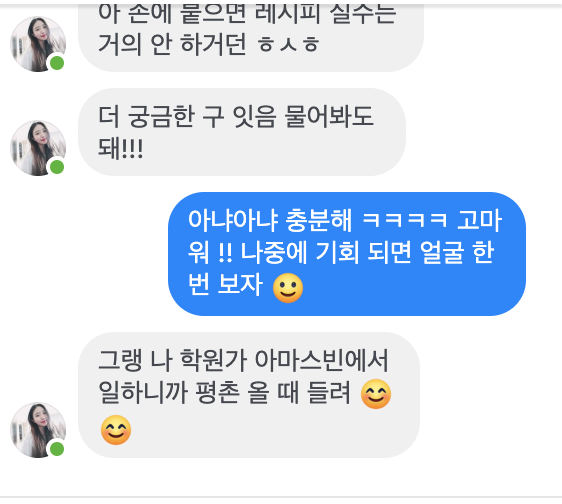 아 손에 붙으면 레시피 실수는
거의 안 하거던 ㅎㅅㅎ
더 궁금한 구 잇음 물어봐도
돼!!!
아냐아냐 충분해 ㅋㅋㅋㅋ 고마
워 !! 나중에 기회 되면 얼굴 한
번 보자 🙂
그랭 나 학원가 아마스빈에서
일하니까 평촌 올 때 들려 😊
😊